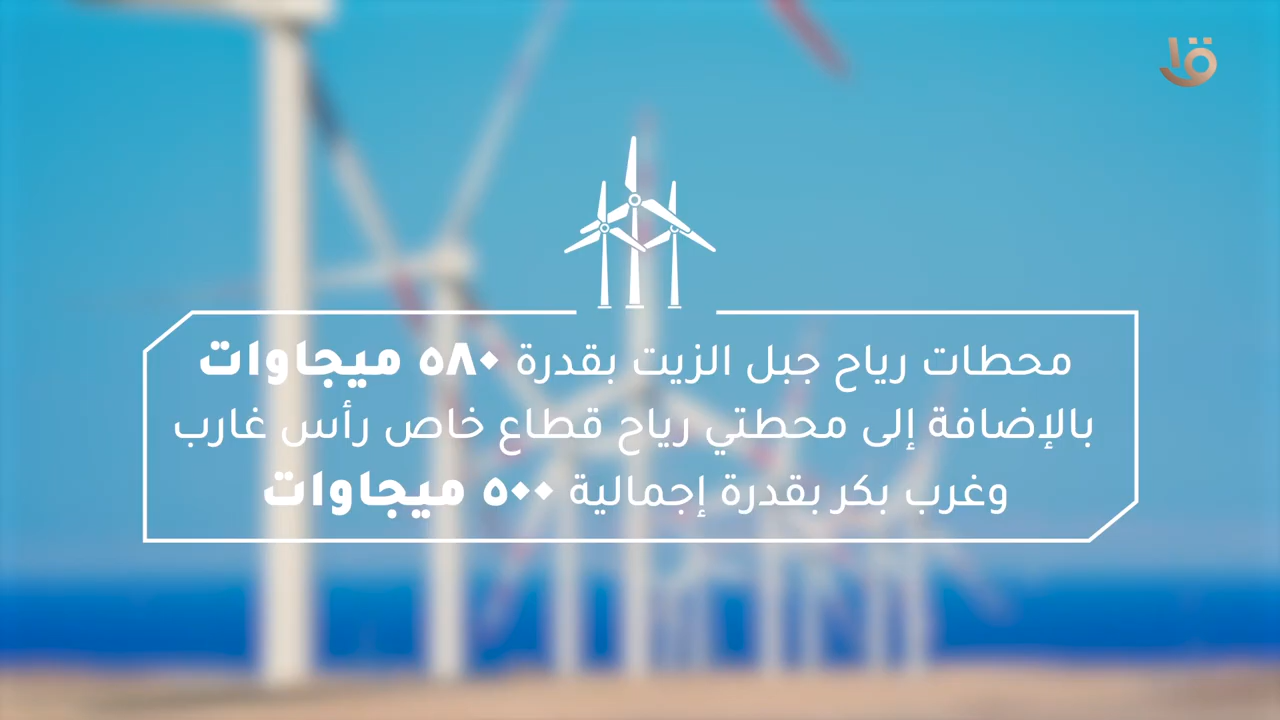 محطات رياح جبل الزيت بقدرة ٥٨٠ ميجاوات
بالإضافة إلى محطتي رياح قطاع خاص رأس غارب
وغرب بكر بقدرة إجمالية ٥٠٠ ميجاوات